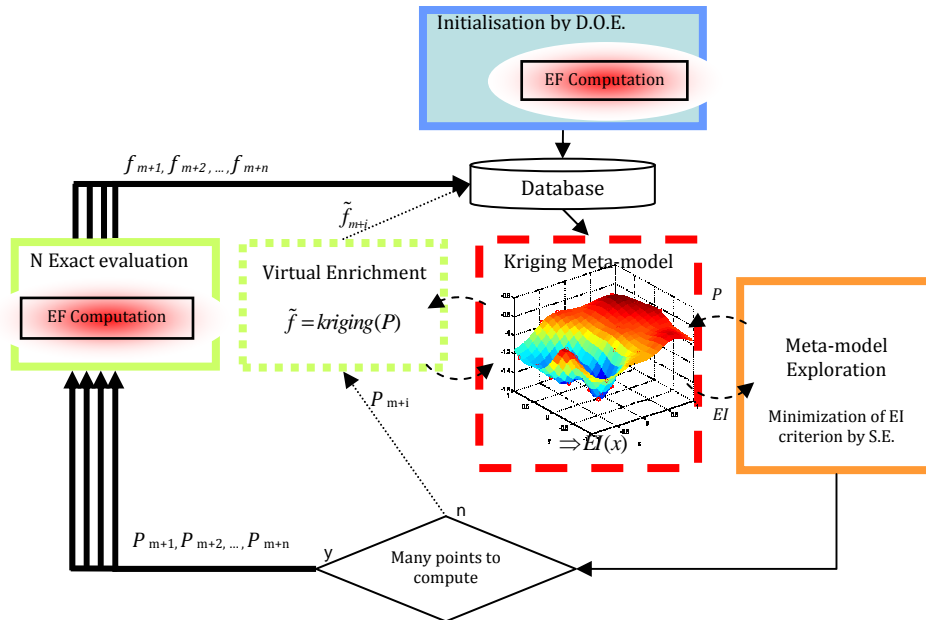 Initialisation by D.O.E.
EF Computation
f m+1, f m+2, ..., f m+n
Database
f̃ m+i
N Exact evaluation
EF Computation
Virtual Enrichment
f̃ = kriging(P)
Kriging Meta-model
⇒ EI(x)
P
EI
Meta-model
Exploration
Minimization of EI
criterion by S.E.
P m+i
n
P m+1, P m+2, ..., P m+n
y
Many points to
compute